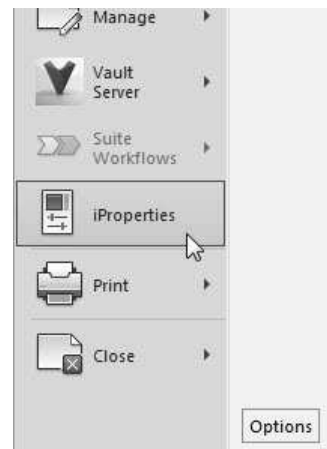 Manage
Vault
Server
Suite
Workflows
iProperties
Print
Close
Options